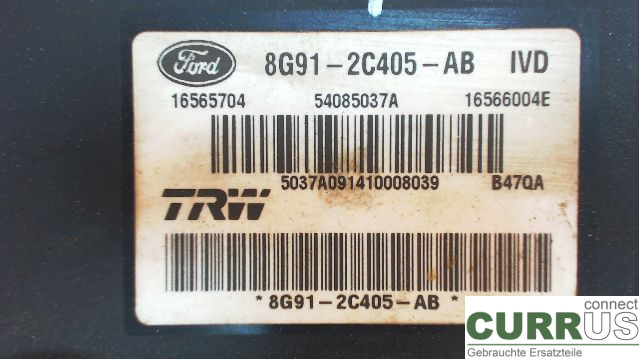 Ford 8G91-2C405-AB IVD
16565704 54085037A 16566004E
5037A091410008039 B47QA
TRW
*8G91-2C405-AB*
connect
CURRUS
Gebrauchte Ersatzteile